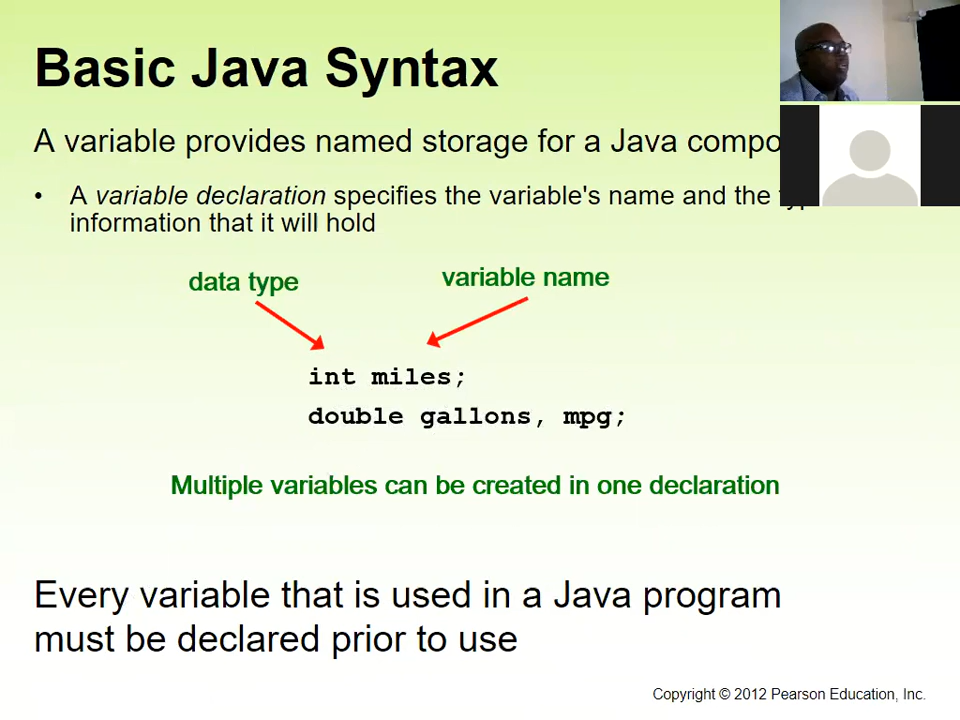 Basic Java Syntax
A variable provides named storage for a Java
• A variable declaration specifies the variable's name and the
information that it will hold
data type
variable name
int miles;
double gallons, mpg;
Multiple variables can be created in one declaration
Every variable that is used in a Java program
must be declared prior to use
Copyright © 2012 Pearson Education, Inc.